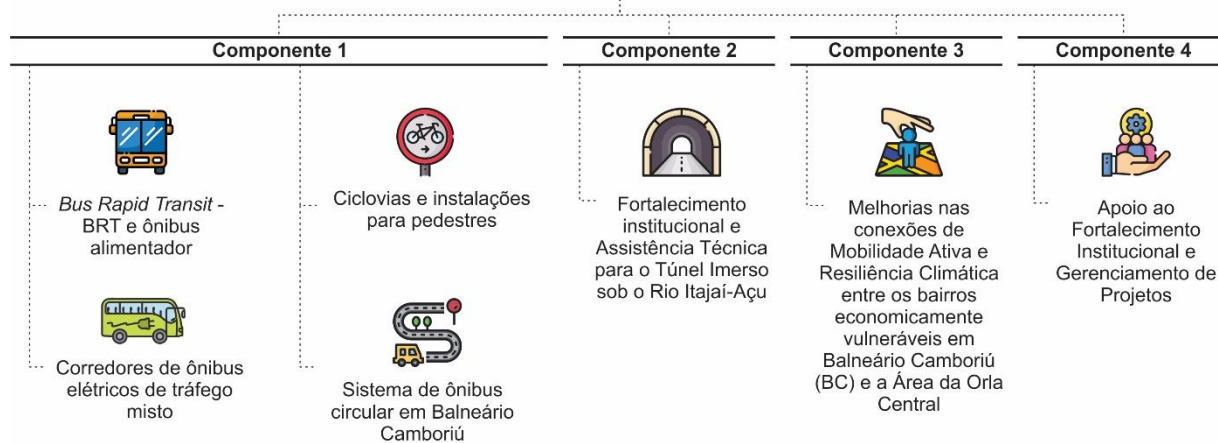 Componente 1
Bus Rapid Transit -
BRT e ônibus
alimentador
Corredores de ônibus
elétricos de tráfego
misto
Ciclovias e instalações
para pedestres
Sistema de ônibus
circular em Balneário
Camboriú
Componente 2
Fortalecimento
institucional e
Assistência Técnica
para o Túnel Imerso
sob o Rio Itajaí-Açu
Componente 3
Melhorias nas
conexões de
Mobilidade Ativa e
Resiliência Climática
entre os bairros
economicamente
vulneráveis em
Balneário Camboriú
(BC) e a Área da Orla
Central
Componente 4
Apoio ao
Fortalecimento
Institucional e
Gerenciamento de
Projetos